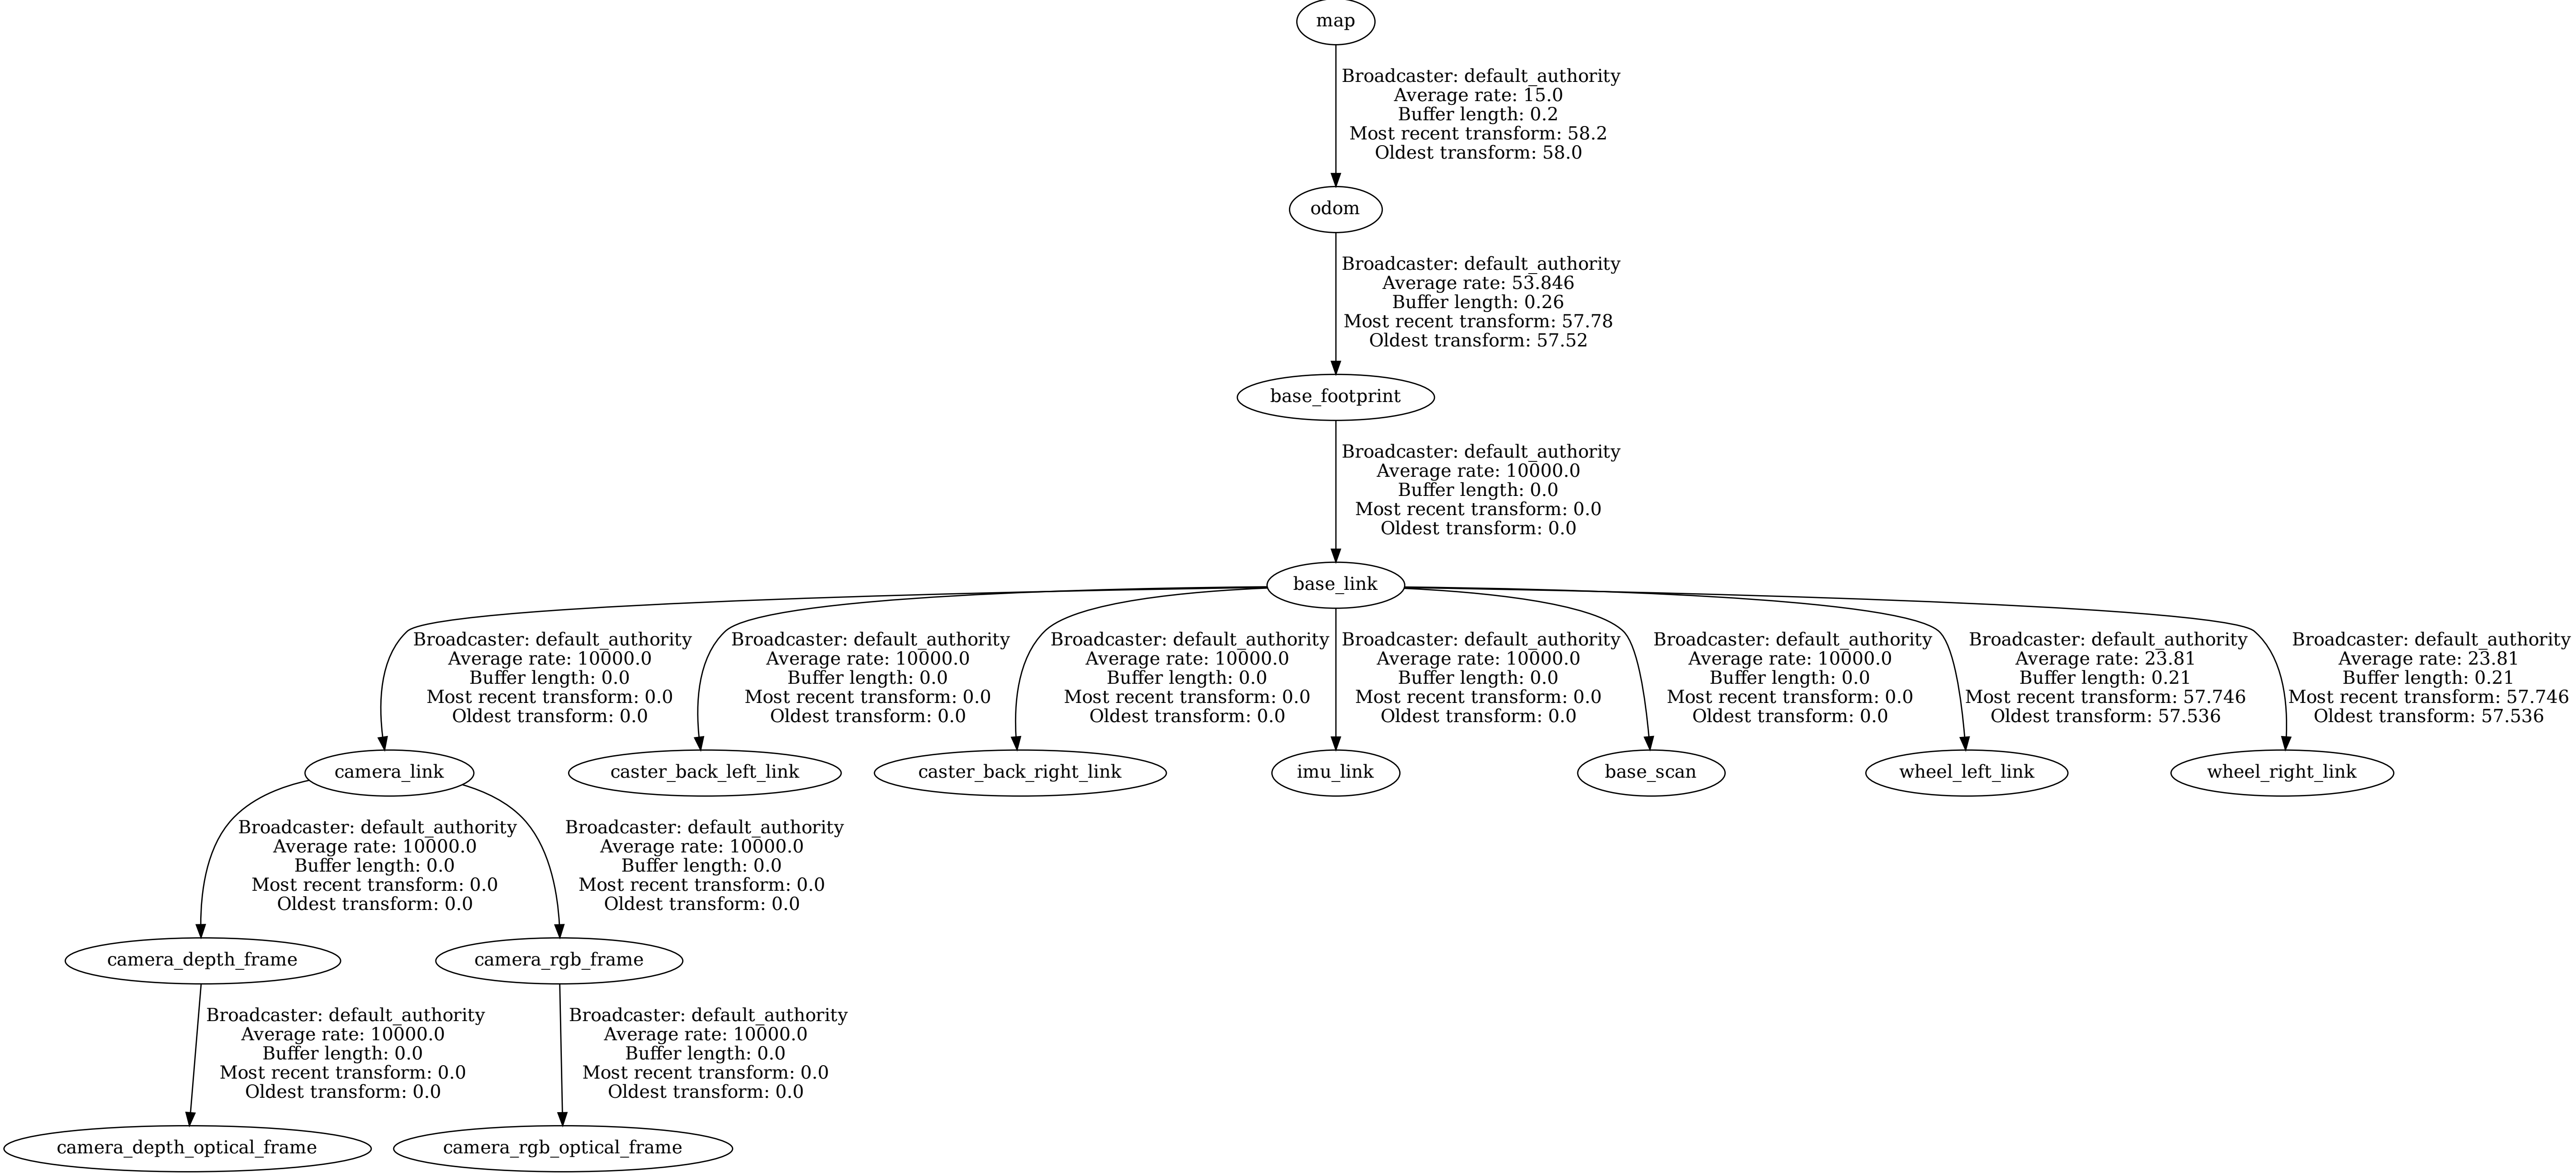 map
Broadcaster: default_authority
Average rate: 15.0
Buffer length: 0.2
Most recent transform: 58.2
Oldest transform: 58.0
odom
Broadcaster: default_authority
Average rate: 53.846
Buffer length: 0.26
Most recent transform: 57.78
Oldest transform: 57.52
base_footprint
Broadcaster: default_authority
Average rate: 10000.0
Buffer length: 0.0
Most recent transform: 0.0
Oldest transform: 0.0
base_link
Broadcaster: default_authority
Average rate: 10000.0
Buffer length: 0.0
Most recent transform: 0.0
Oldest transform: 0.0
Broadcaster: default_authority
Average rate: 10000.0
Buffer length: 0.0
Most recent transform: 0.0
Oldest transform: 0.0
Broadcaster: default_authority
Average rate: 10000.0
Buffer length: 0.0
Most recent transform: 0.0
Oldest transform: 0.0
Broadcaster: default_authority
Average rate: 10000.0
Buffer length: 0.0
Most recent transform: 0.0
Oldest transform: 0.0
Broadcaster: default_authority
Average rate: 10000.0
Buffer length: 0.0
Most recent transform: 0.0
Oldest transform: 0.0
Broadcaster: default_authority
Average rate: 23.81
Buffer length: 0.21
Most recent transform: 57.746
Oldest transform: 57.536
Broadcaster: default_authority
Average rate: 23.81
Buffer length: 0.21
Most recent transform: 57.746
Oldest transform: 57.536
camera_link
caster_back_left_link
caster_back_right_link
imu_link
base_scan
wheel_left_link
wheel_right_link
Broadcaster: default_authority
Average rate: 10000.0
Buffer length: 0.0
Most recent transform: 0.0
Oldest transform: 0.0
Broadcaster: default_authority
Average rate: 10000.0
Buffer length: 0.0
Most recent transform: 0.0
Oldest transform: 0.0
camera_depth_frame
camera_rgb_frame
Broadcaster: default_authority
Average rate: 10000.0
Buffer length: 0.0
Most recent transform: 0.0
Oldest transform: 0.0
Broadcaster: default_authority
Average rate: 10000.0
Buffer length: 0.0
Most recent transform: 0.0
Oldest transform: 0.0
camera_depth_optical_frame
camera_rgb_optical_frame